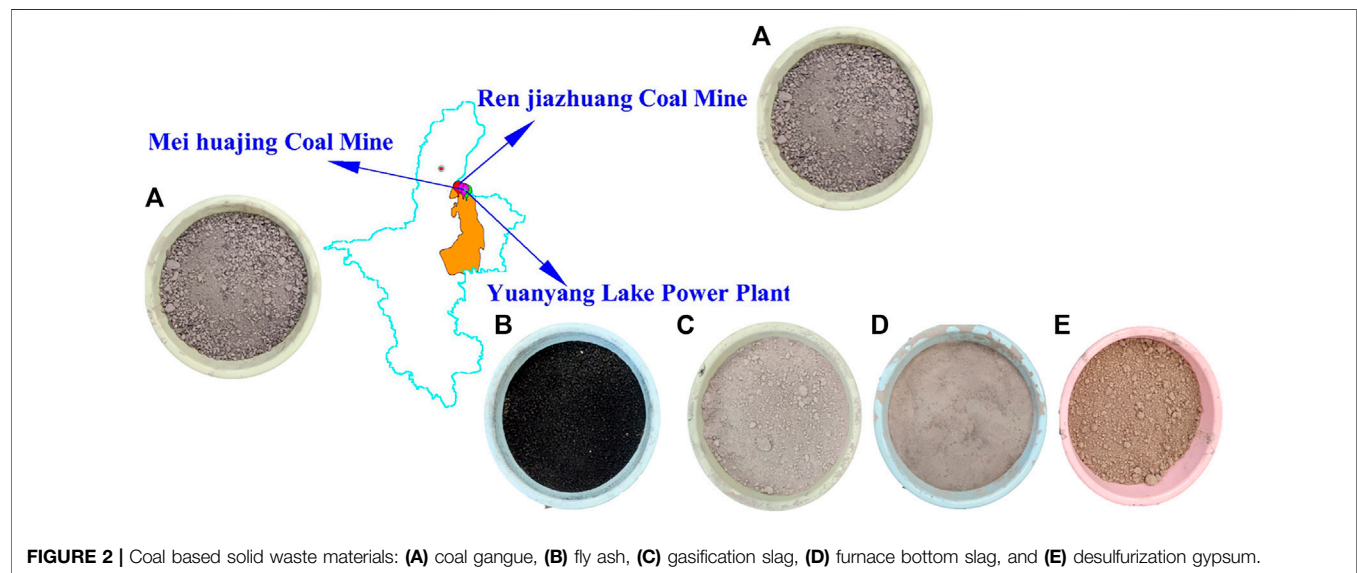 A
Ren jiazhuang Coal Mine
Mei huajing Coal Mine
A
Yuanyang Lake Power Plant
B
C
D
E
FIGURE 2 | Coal based solid waste materials: (A) coal gangue, (B) fly ash, (C) gasification slag, (D) furnace bottom slag, and (E) desulfurization gypsum.